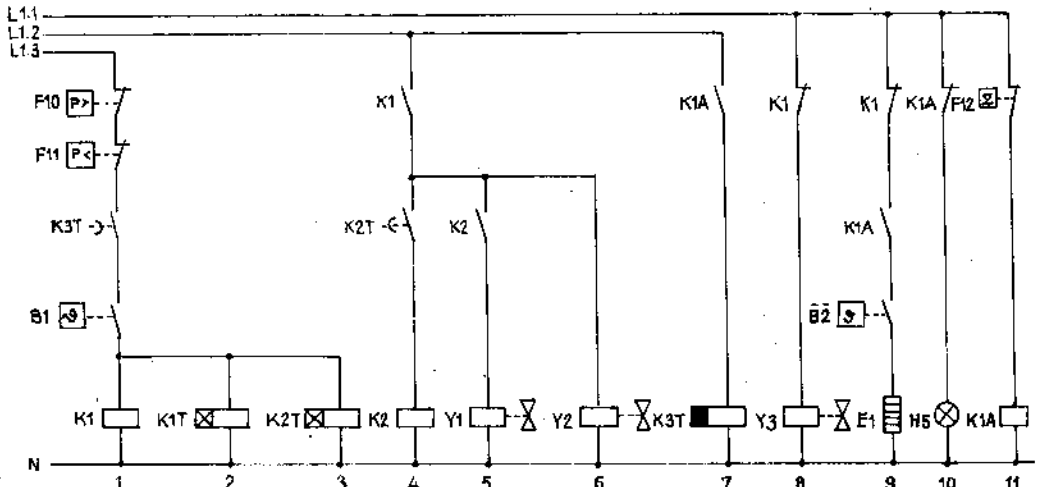 L1.1
L1.2
L1.3
F10 P>
K1
K1A
K1
K1
K1A
F12
F11 P<
K3T
K2T
K2
K1A
B1 ϑ
B2 ϑ
K1
K1T
K2T
K2
Y1
Y2
K3T
Y3
E1
H5
K1A
N
1 2 3 4 5 6 7 8 9 10 11